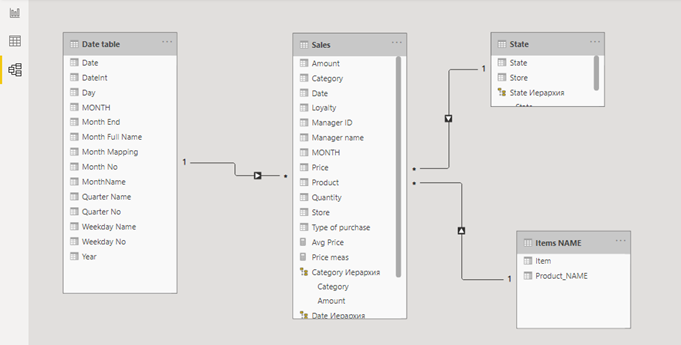 Date table
Date
DateInt
Day
MONTH
Month End
Month Full Name
Month Mapping
Month No
MonthName
Quarter Name
Quarter No
Weekday Name
Weekday No
Year
1
Sales
Amount
Category
Date
Loyalty
Manager ID
Manager name
MONTH
Price
Product
Quantity
Store
Type of purchase
Avg Price
Price meas
Category Иерархия
Category
Amount
Date Иерархия
*
*
*
1
State
State
Store
State Иерархия
State
1
Items NAME
Item
Product_NAME